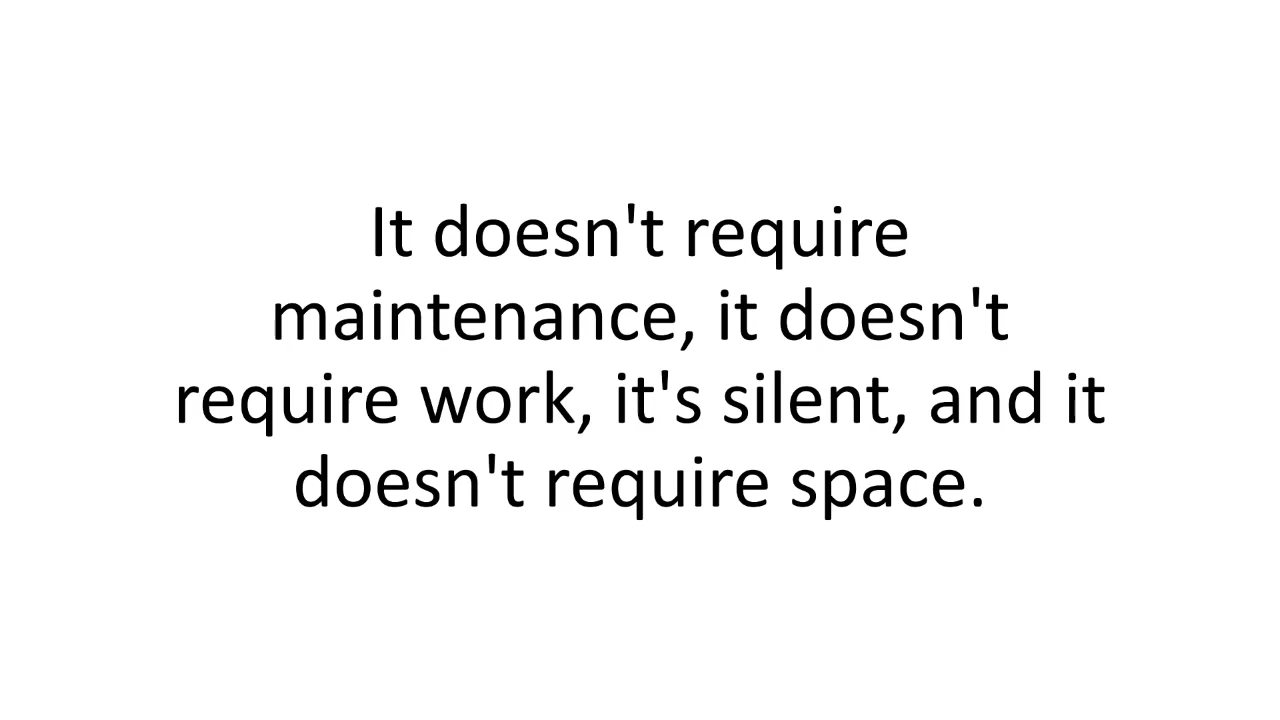 It doesn't require
maintenance, it doesn't
require work, it's silent, and it
doesn't require space.